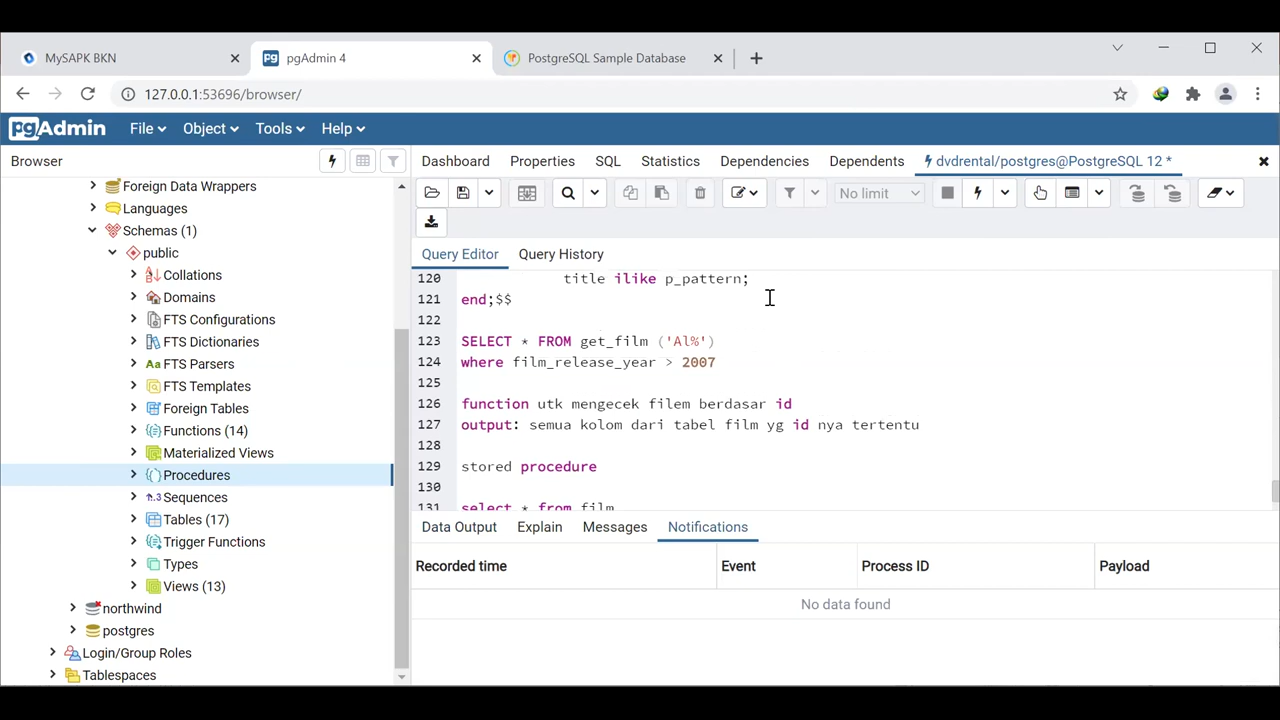 MySAPK BKN
pgAdmin 4
PostgreSQL Sample Database
127.0.0.1:53696/browser/
pgAdmin File Object Tools Help
Browser
Dashboard Properties SQL Statistics Dependencies Dependents dvdrental/postgres@PostgreSQL 12 *
Foreign Data Wrappers
Languages
Schemas (1)
public
Collations
Domains
FTS Configurations
FTS Dictionaries
Aa FTS Parsers
FTS Templates
Foreign Tables
Functions (14)
Materialized Views
Procedures
1..3 Sequences
Tables (17)
Trigger Functions
Types
Views (13)
northwind
postgres
Login/Group Roles
Tablespaces
No limit
Query Editor Query History
120 title ilike p_pattern;
121 end;$$
122
123 SELECT * FROM get_film ('Al%')
124 where film_release_year > 2007
125
126 function utk mengecek filem berdasar id
127 output: semua kolom dari tabel film yg id nya tertentu
128
129 stored procedure
130
131 select * from film
Data Output Explain Messages Notifications
Recorded time Event Process ID Payload
No data found